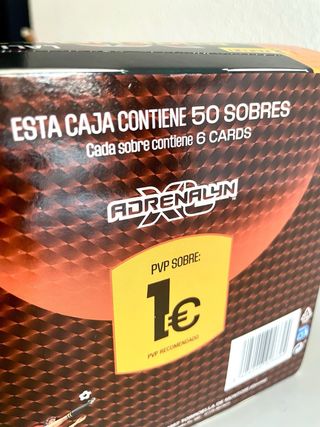 ESTA CAJA CONTIENE 50 SOBRES
Cada sobre contiene 6 CARDS
ADRENALYN
XL
PVP SOBRE:
1€
PVP RECOMENDADO